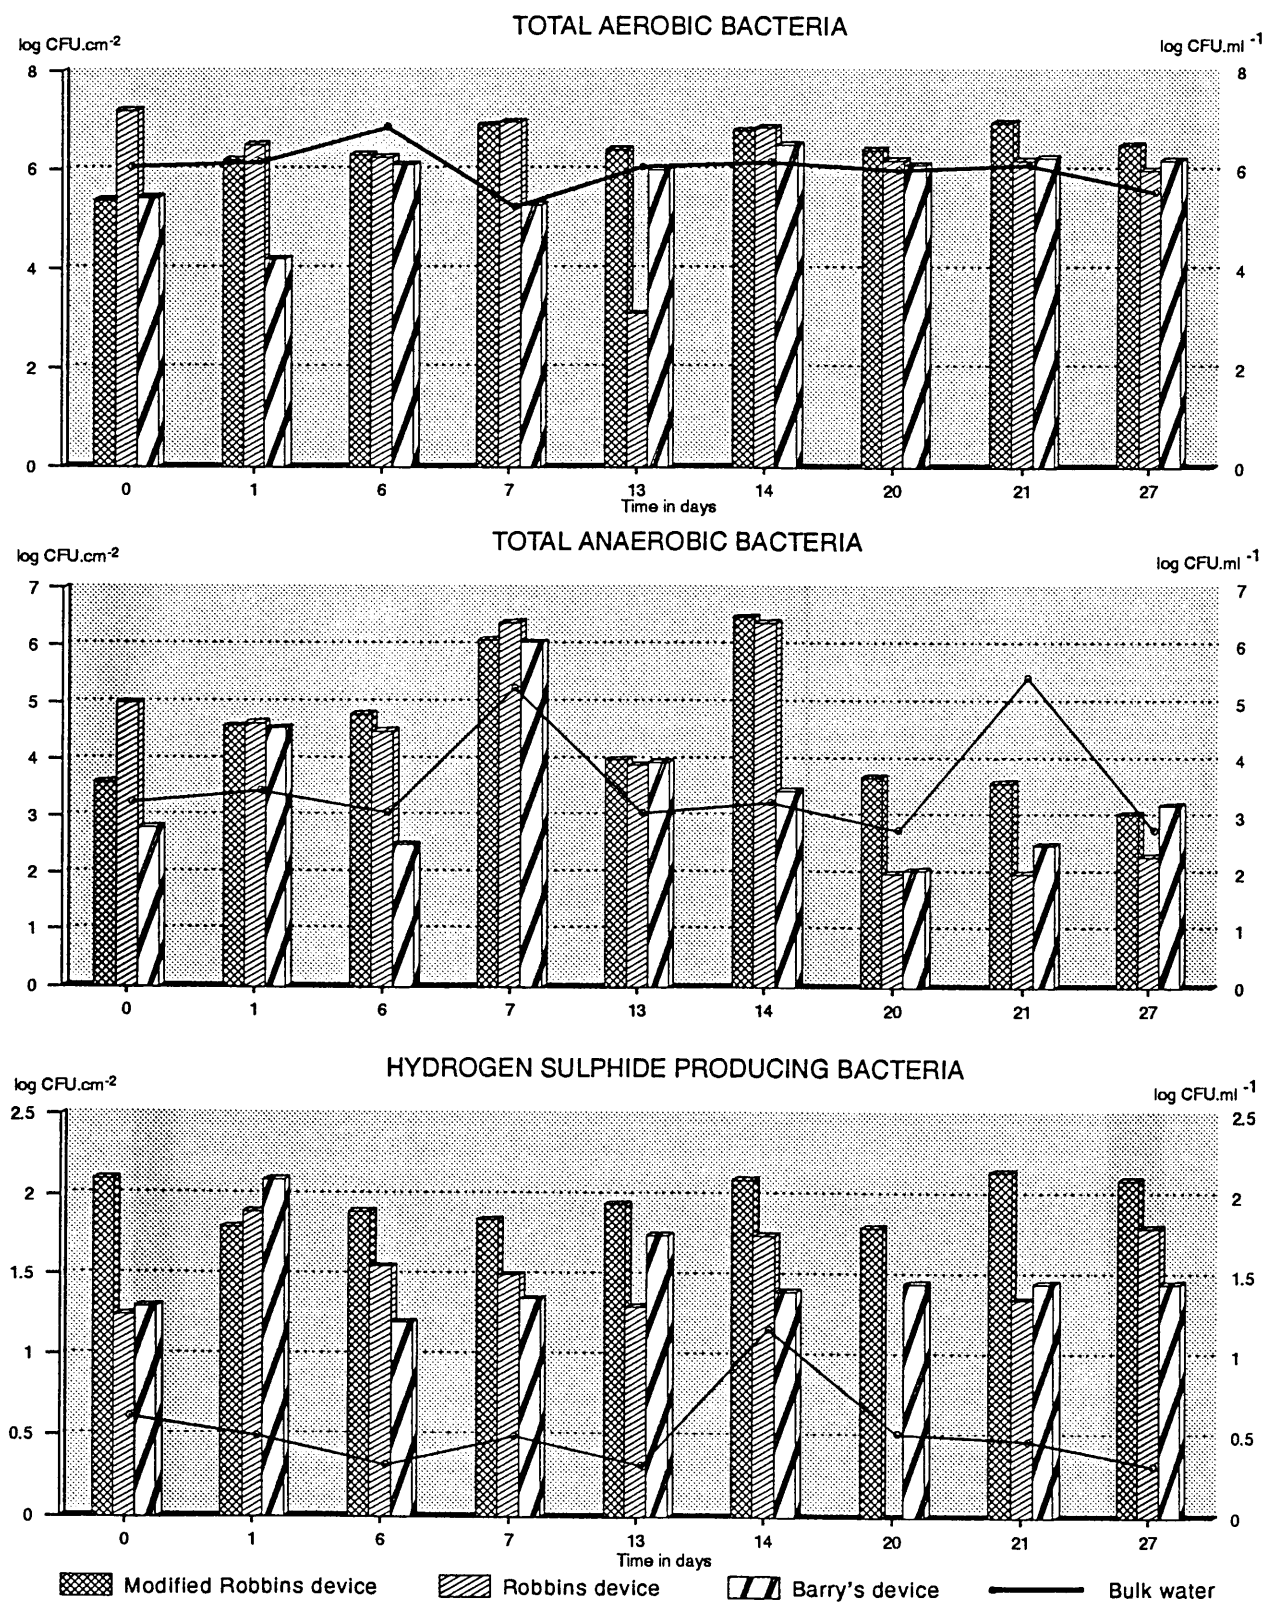 TOTAL AEROBIC BACTERIA
log CFU.cm-2
log CFU.ml -1
8
6
4
2
0
8
6
4
2
0
0 1 6 7 13 14 20 21 27
Time in days
TOTAL ANAEROBIC BACTERIA
log CFU.cm-2
log CFU.ml -1
7
6
5
4
3
2
1
0
7
6
5
4
3
2
1
0
0 1 6 7 13 14 20 21 27
HYDROGEN SULPHIDE PRODUCING BACTERIA
log CFU.cm-2
log CFU.ml -1
2.5
2
1.5
1
0.5
0
2.5
2
1.5
1
0.5
0
0 1 6 7 13 14 20 21 27
Time in days
Modified Robbins device Robbins device Barry's device Bulk water